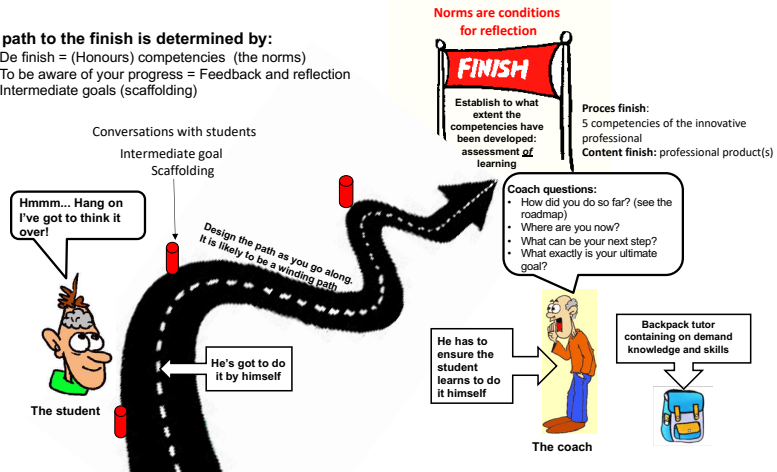 Norms are conditions
for reflection
path to the finish is determined by:
De finish = (Honours) competencies (the norms)
To be aware of your progress = Feedback and reflection
Intermediate goals (scaffolding)
FINISH
Establish to what
extent the
competencies have
been developed:
assessment of
learning
Proces finish:
5 competencies of the innovative
professional
Content finish: professional product(s)
Conversations with students
Intermediate goal
Scaffolding
Hmmm... Hang on
I've got to think it
over!
Design the path as you go along.
It is likely to be a winding path
Coach questions:
• How did you do so far? (see the
roadmap)
• Where are you now?
• What can be your next step?
• What exactly is your ultimate
goal?
He's got to do
it by himself
The student
He has to
ensure the
student
learns to do
it himself
The coach
Backpack tutor
containing on demand
knowledge and skills